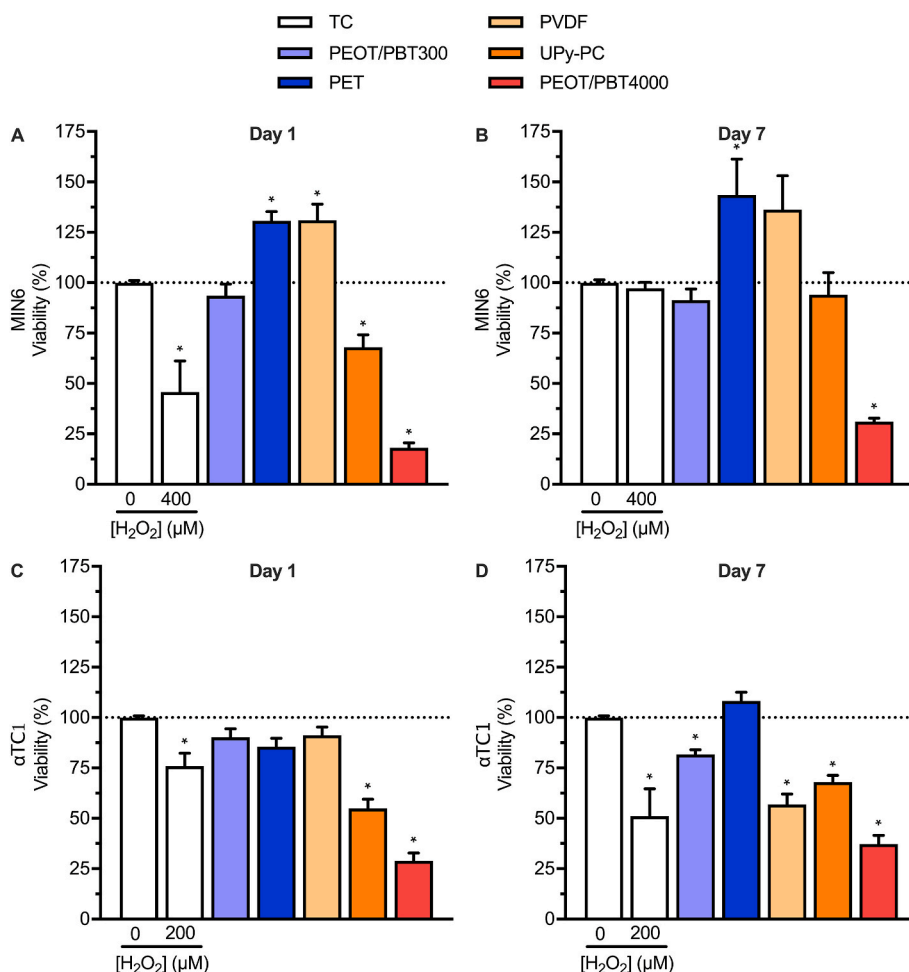 TC
PVDF
PEOT/PBT300
UPy-PC
PET
PEOT/PBT4000
A
Day 1
175
150
125
100
75
50
25
0
MIN6
Viability (%)
* * * * *
0 400
[H₂O₂] (µM)
B
Day 7
175
150
125
100
75
50
25
0
MIN6
Viability (%)
* *
0 400
[H₂O₂] (µM)
C
Day 1
175
150
125
100
75
50
25
0
αTC1
Viability (%)
* * *
0 200
[H₂O₂] (µM)
D
Day 7
175
150
125
100
75
50
25
0
αTC1
Viability (%)
* * * * *
0 200
[H₂O₂] (µM)